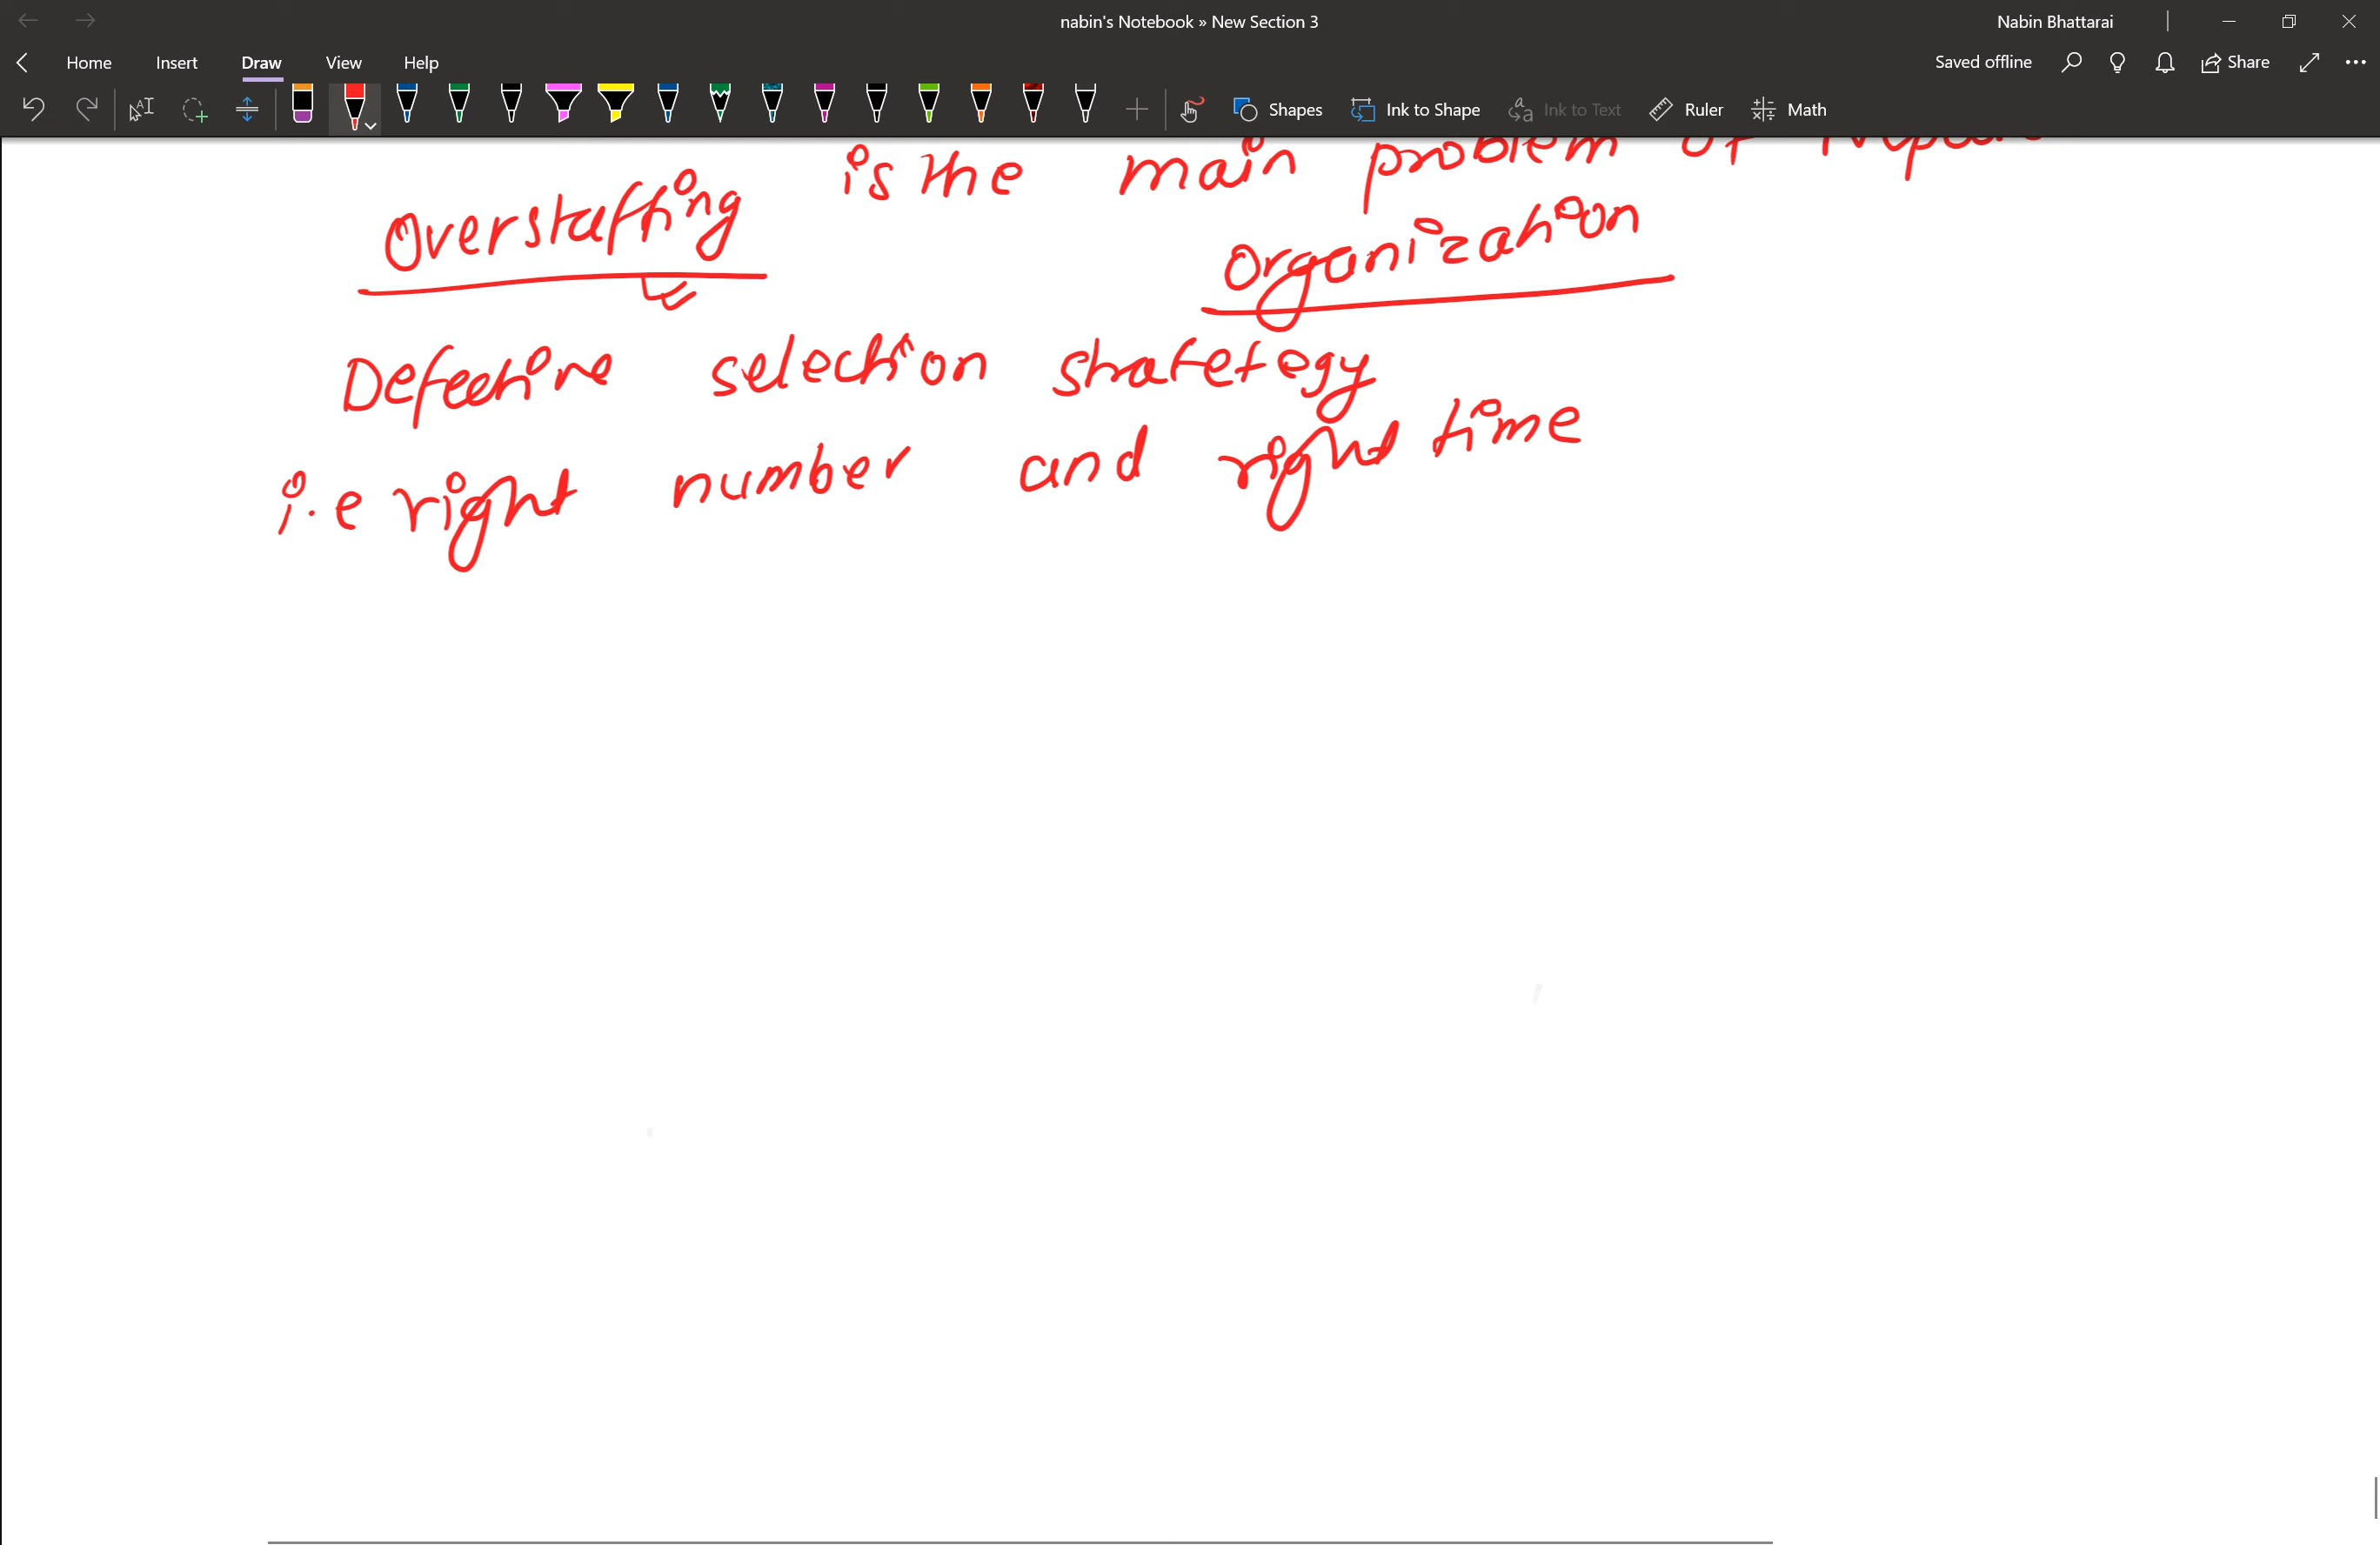 nabin's Notebook » New Section 3
Nabin Bhattarai
Home Insert Draw View Help
Saved offline
Share
Shapes Ink to Shape Ink to Text Ruler Math
Overstaffing is the main problem of
Organization
Defective selection stratetegy
i.e right number and right time